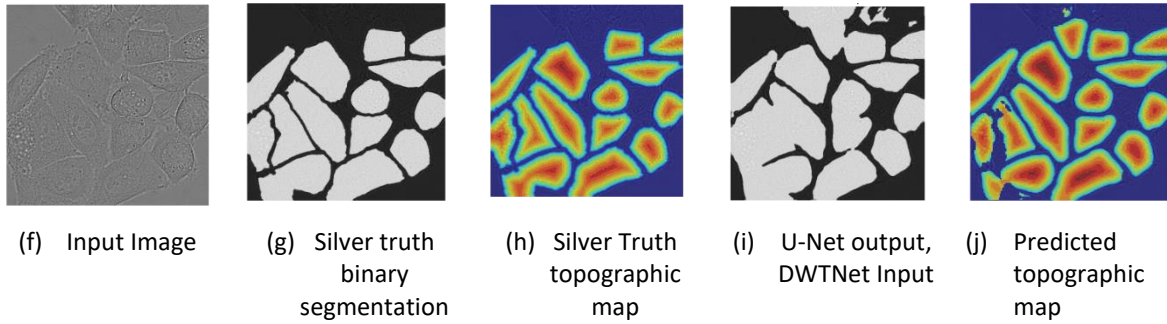 (f) Input Image
(g) Silver truth
binary
segmentation
(h) Silver Truth
topographic
map
(i) U-Net output,
DWTNet Input
(j) Predicted
topographic
map